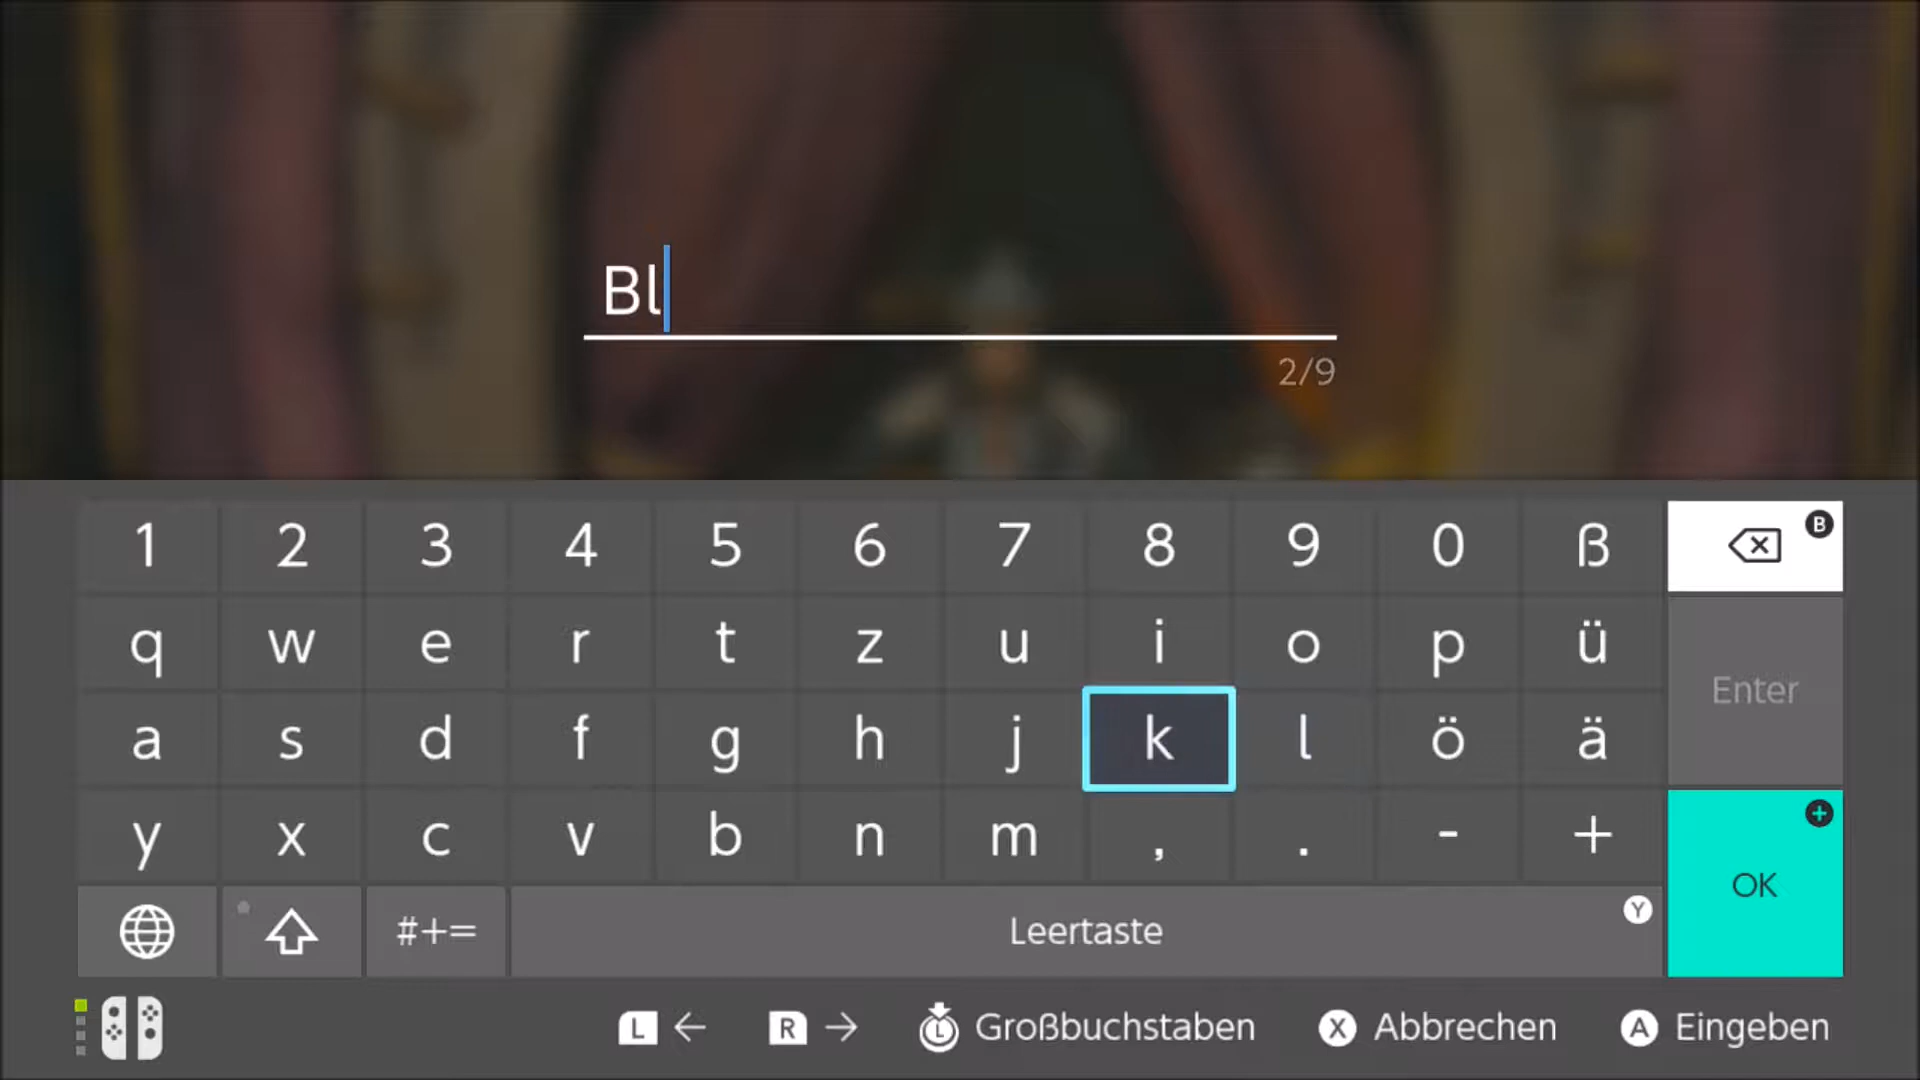 Bl
2/9
1 2 3 4 5 6 7 8 9 0 ß B
q w e r t z u i o p ü Enter
a s d f g h j k l ö ä
y x c v b n m , . - + +
OK
#+= Leertaste Y
L ← R → L Großbuchstaben X Abbrechen A Eingeben